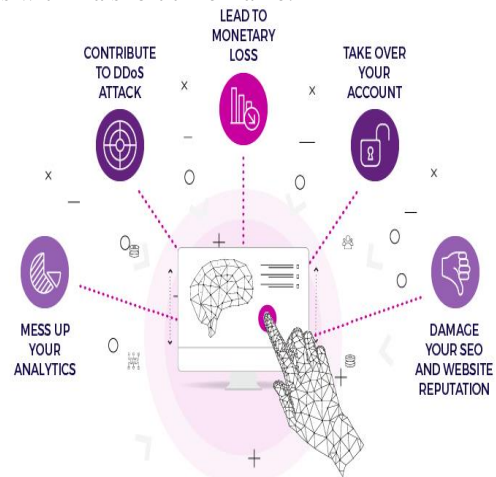 LEAD TO
MONETARY
LOSS
CONTRIBUTE
TO DDoS
ATTACK
TAKE OVER
YOUR
ACCOUNT
MESS UP
YOUR
ANALYTICS
DAMAGE
YOUR SEO
AND WEBSITE
REPUTATION